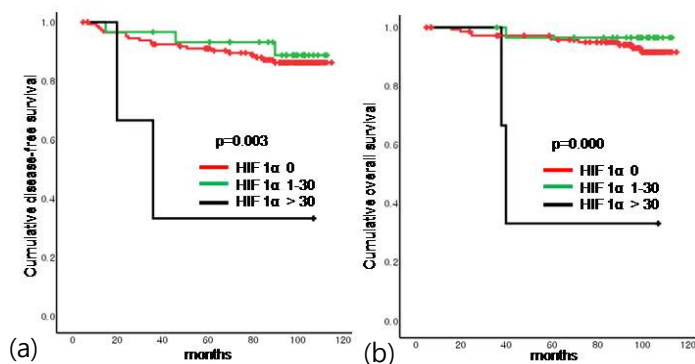 1.0
0.8
0.6
0.4
0.2
0.0
0
20
40
60
80
100
120
Cumulative disease-free survival
months
p=0.003
HIF 1α 0
HIF 1α 1-30
HIF 1α > 30
(a)
1.0
0.8
0.6
0.4
0.2
0.0
0
20
40
60
80
100
120
Cumulative overall survival
months
p=0.000
HIF 1α 0
HIF 1α 1-30
HIF 1α > 30
(b)